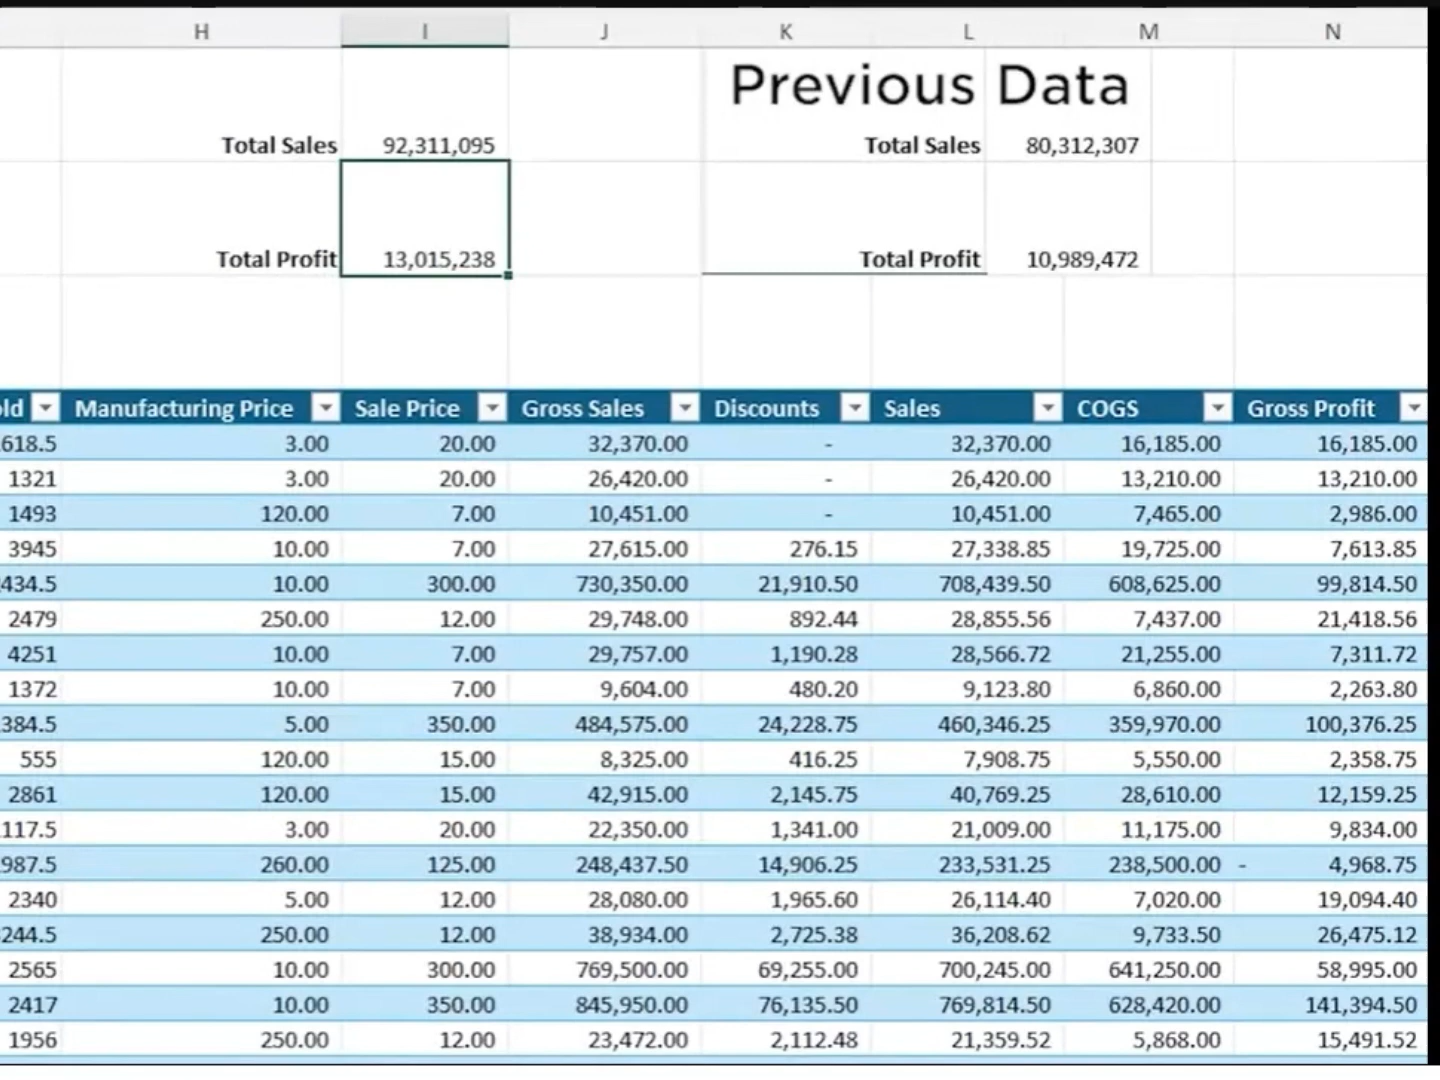 H I J K L M N
Previous Data
Total Sales 92,311,095 Total Sales 80,312,307
Total Profit 13,015,238 Total Profit 10,989,472
ld Manufacturing Price Sale Price Gross Sales Discounts Sales COGS Gross Profit
618.5 3.00 20.00 32,370.00 - 32,370.00 16,185.00 16,185.00
1321 3.00 20.00 26,420.00 - 26,420.00 13,210.00 13,210.00
1493 120.00 7.00 10,451.00 - 10,451.00 7,465.00 2,986.00
3945 10.00 7.00 27,615.00 276.15 27,338.85 19,725.00 7,613.85
434.5 10.00 300.00 730,350.00 21,910.50 708,439.50 608,625.00 99,814.50
2479 250.00 12.00 29,748.00 892.44 28,855.56 7,437.00 21,418.56
4251 10.00 7.00 29,757.00 1,190.28 28,566.72 21,255.00 7,311.72
1372 10.00 7.00 9,604.00 480.20 9,123.80 6,860.00 2,263.80
384.5 5.00 350.00 484,575.00 24,228.75 460,346.25 359,970.00 100,376.25
555 120.00 15.00 8,325.00 416.25 7,908.75 5,550.00 2,358.75
2861 120.00 15.00 42,915.00 2,145.75 40,769.25 28,610.00 12,159.25
117.5 3.00 20.00 22,350.00 1,341.00 21,009.00 11,175.00 9,834.00
987.5 260.00 125.00 248,437.50 14,906.25 233,531.25 238,500.00 - 4,968.75
2340 5.00 12.00 28,080.00 1,965.60 26,114.40 7,020.00 19,094.40
244.5 250.00 12.00 38,934.00 2,725.38 36,208.62 9,733.50 26,475.12
2565 10.00 300.00 769,500.00 69,255.00 700,245.00 641,250.00 58,995.00
2417 10.00 350.00 845,950.00 76,135.50 769,814.50 628,420.00 141,394.50
1956 250.00 12.00 23,472.00 2,112.48 21,359.52 5,868.00 15,491.52